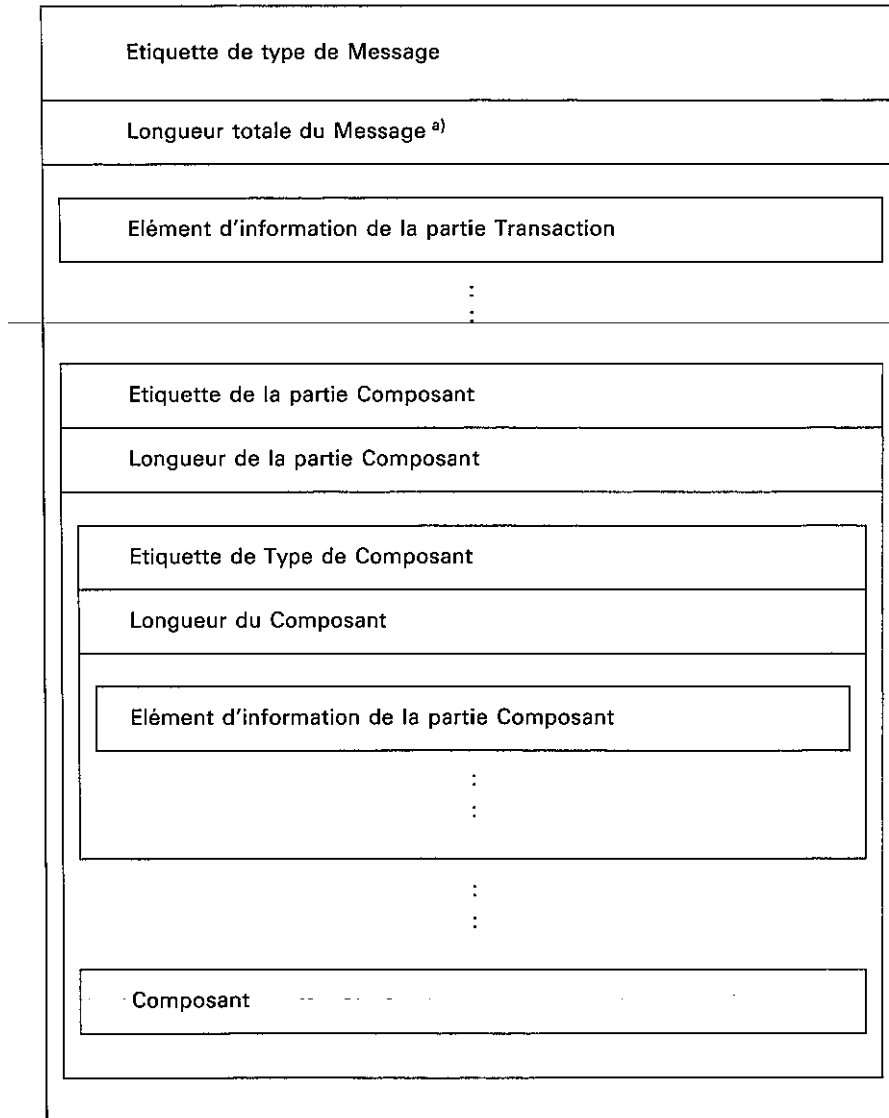 Etiquette de type de Message
Longueur totale du Message a)
Elément d'information de la partie Transaction
:
:
Etiquette de la partie Composant
Longueur de la partie Composant
Etiquette de Type de Composant
Longueur du Composant
Elément d'information de la partie Composant
:
:
:
:
Composant